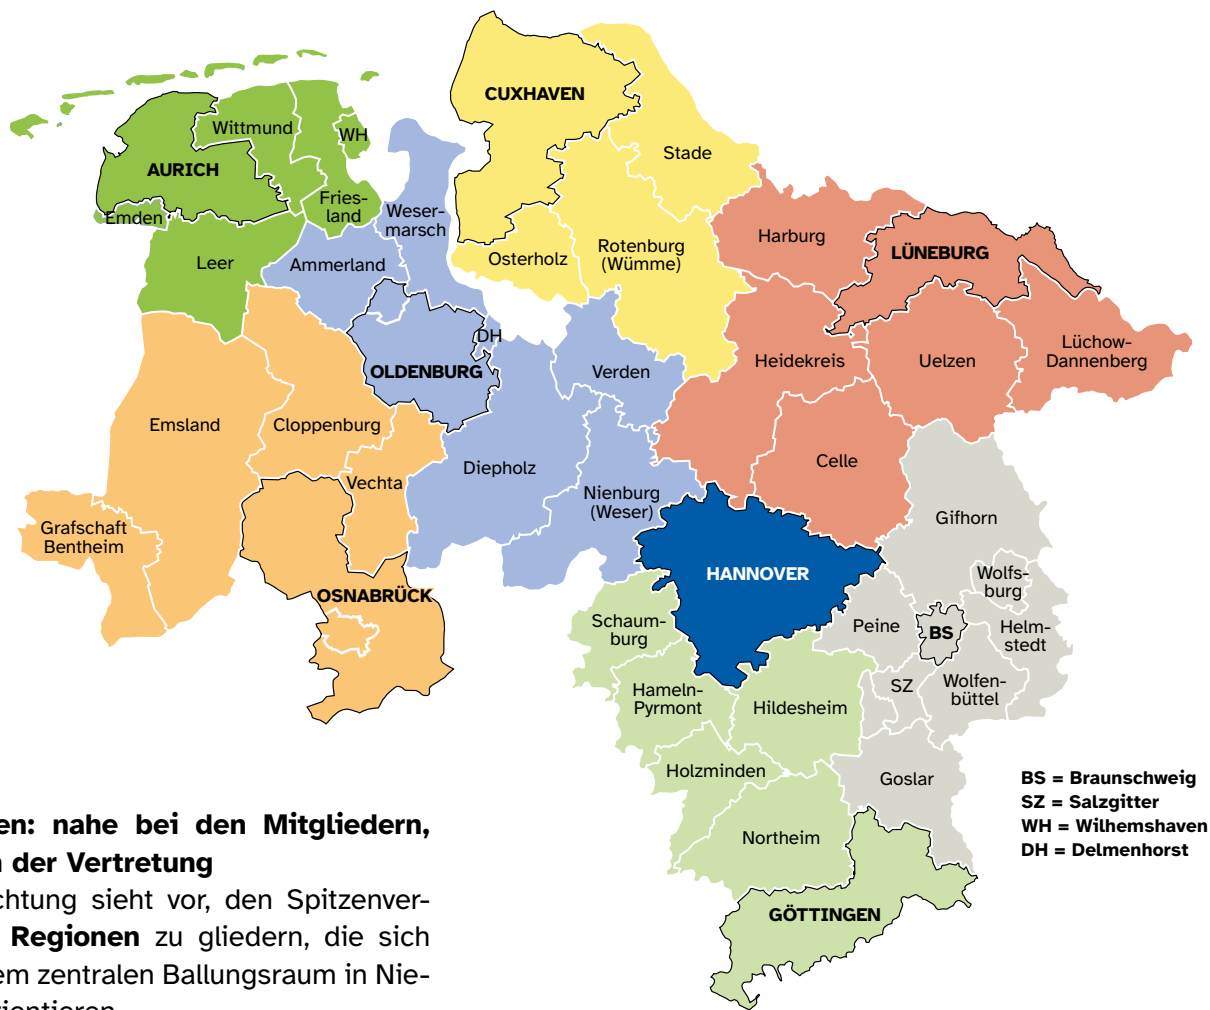 CUXHAVEN
Wittmund
WH
Stade
AURICH
Fries-
land
Emden
Weser-
marsch
Harburg
Rotenburg
(Wümme)
LÜNEBURG
Leer
Ammerland
Osterholz
DH
Lüchow-
Dannenberg
Heidekreis
Uelzen
OLDENBURG
Verden
Emsland
Cloppenburg
Celle
Diepholz
Vechta
Nienburg
(Weser)
Gifhorn
Grafschaft
Bentheim
HANNOVER
Wolfs-
burg
OSNABRÜCK
Schaum-
burg
Peine
BS
Helm-
stedt
SZ
Wolfen-
büttel
Hameln-
Pyrmont
Hildesheim
Holzminden
Goslar
BS = Braunschweig
SZ = Salzgitter
WH = Wilhemshaven
DH = Delmenhorst
Northeim
GÖTTINGEN
en: nahe bei den Mitgliedern,
der Vertretung
chtung sieht vor, den Spitzenver-
Regionen zu gliedern, die sich
em zentralen Ballungsraum in Nie-